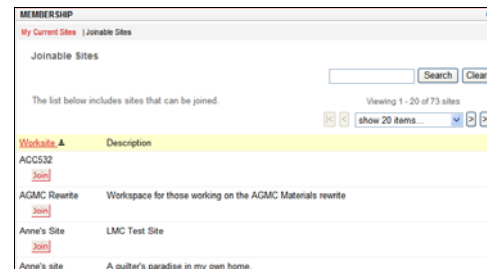 MEMBERSHIP
My Current Sites | Joinable Sites
Joinable Sites
Search Clear
The list below includes sites that can be joined.
Viewing 1 - 20 of 73 sites
|< < show 20 items... > >
Worksite Description
ACC532
Join
AGMC Rewrite Workspace for those working on the AGMC Materials rewrite
Join
Anne's Site LMC Test Site
Join
Anne's site A quilter's paradise in my own home.